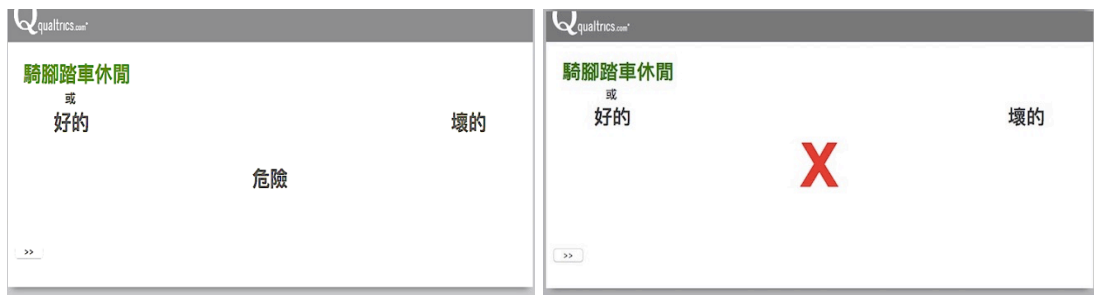 qualtrics.com
騎腳踏車休閒
或
好的
壞的
危險
>>
qualtrics.com
騎腳踏車休閒
或
好的
壞的
X
>>